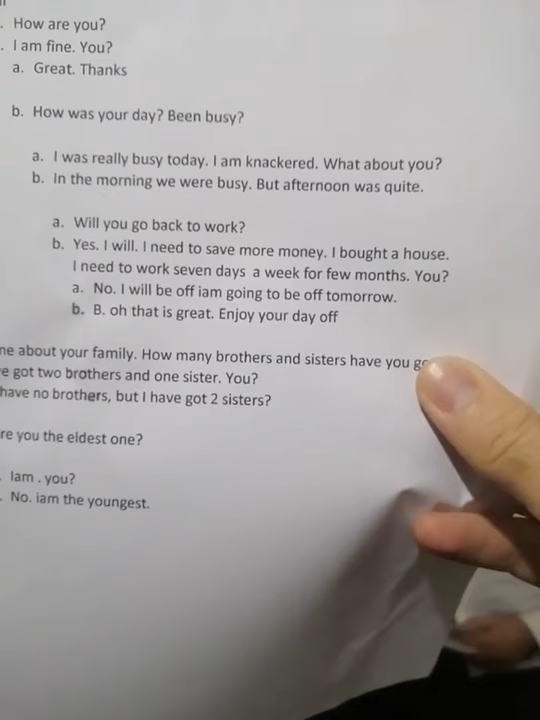 . How are you?
. I am fine. You?
a. Great. Thanks
b. How was your day? Been busy?
a. I was really busy today. I am knackered. What about you?
b. In the morning we were busy. But afternoon was quite.
a. Will you go back to work?
b. Yes. I will. I need to save more money. I bought a house.
I need to work seven days a week for few months. You?
a. No. I will be off iam going to be off tomorrow.
b. B. oh that is great. Enjoy your day off
about your family. How many brothers and sisters have you
got two brothers and one sister. You?
have no brothers, but I have got 2 sisters?
you the eldest one?
Iam . you?
No. iam the youngest.